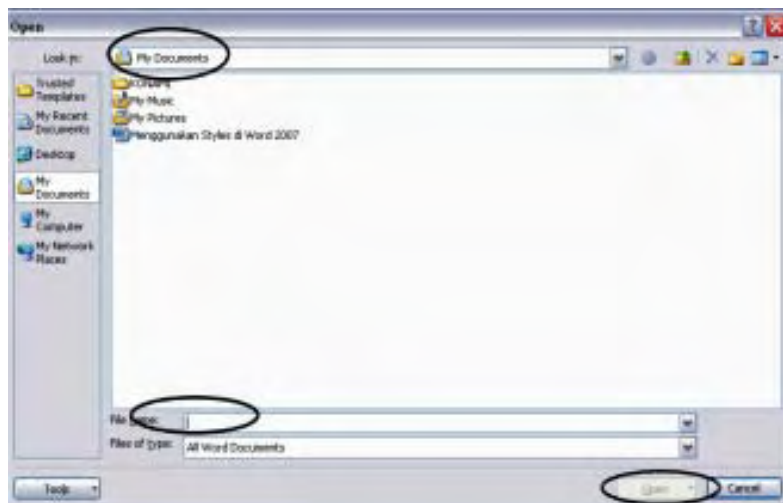 Open
Look in:
My Documents
Trusted
Templates
My Recent
Documents
Desktop
My
Documents
My
Computer
My Network
Places
My Music
My Pictures
Menggunakan Styles di Word 2007
File name:
Files of type:
All Word Documents
Tools
Open
Cancel